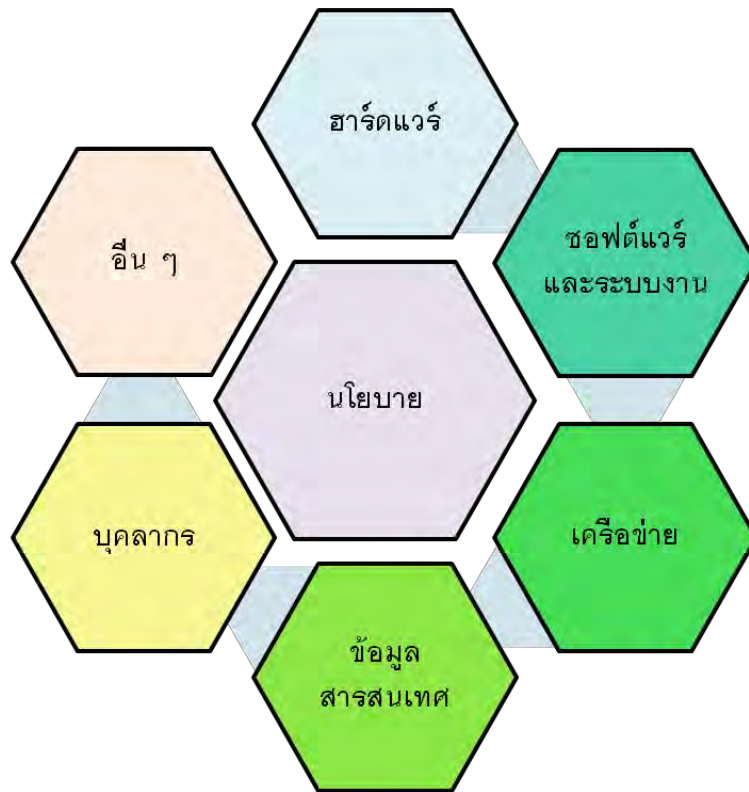 ฮาร์ดแวร์
ซอฟต์แวร์
และระบบงาน
อื่น ๆ
นโยบาย
บุคลากร
เครือข่าย
ข้อมูล
สารสนเทศ